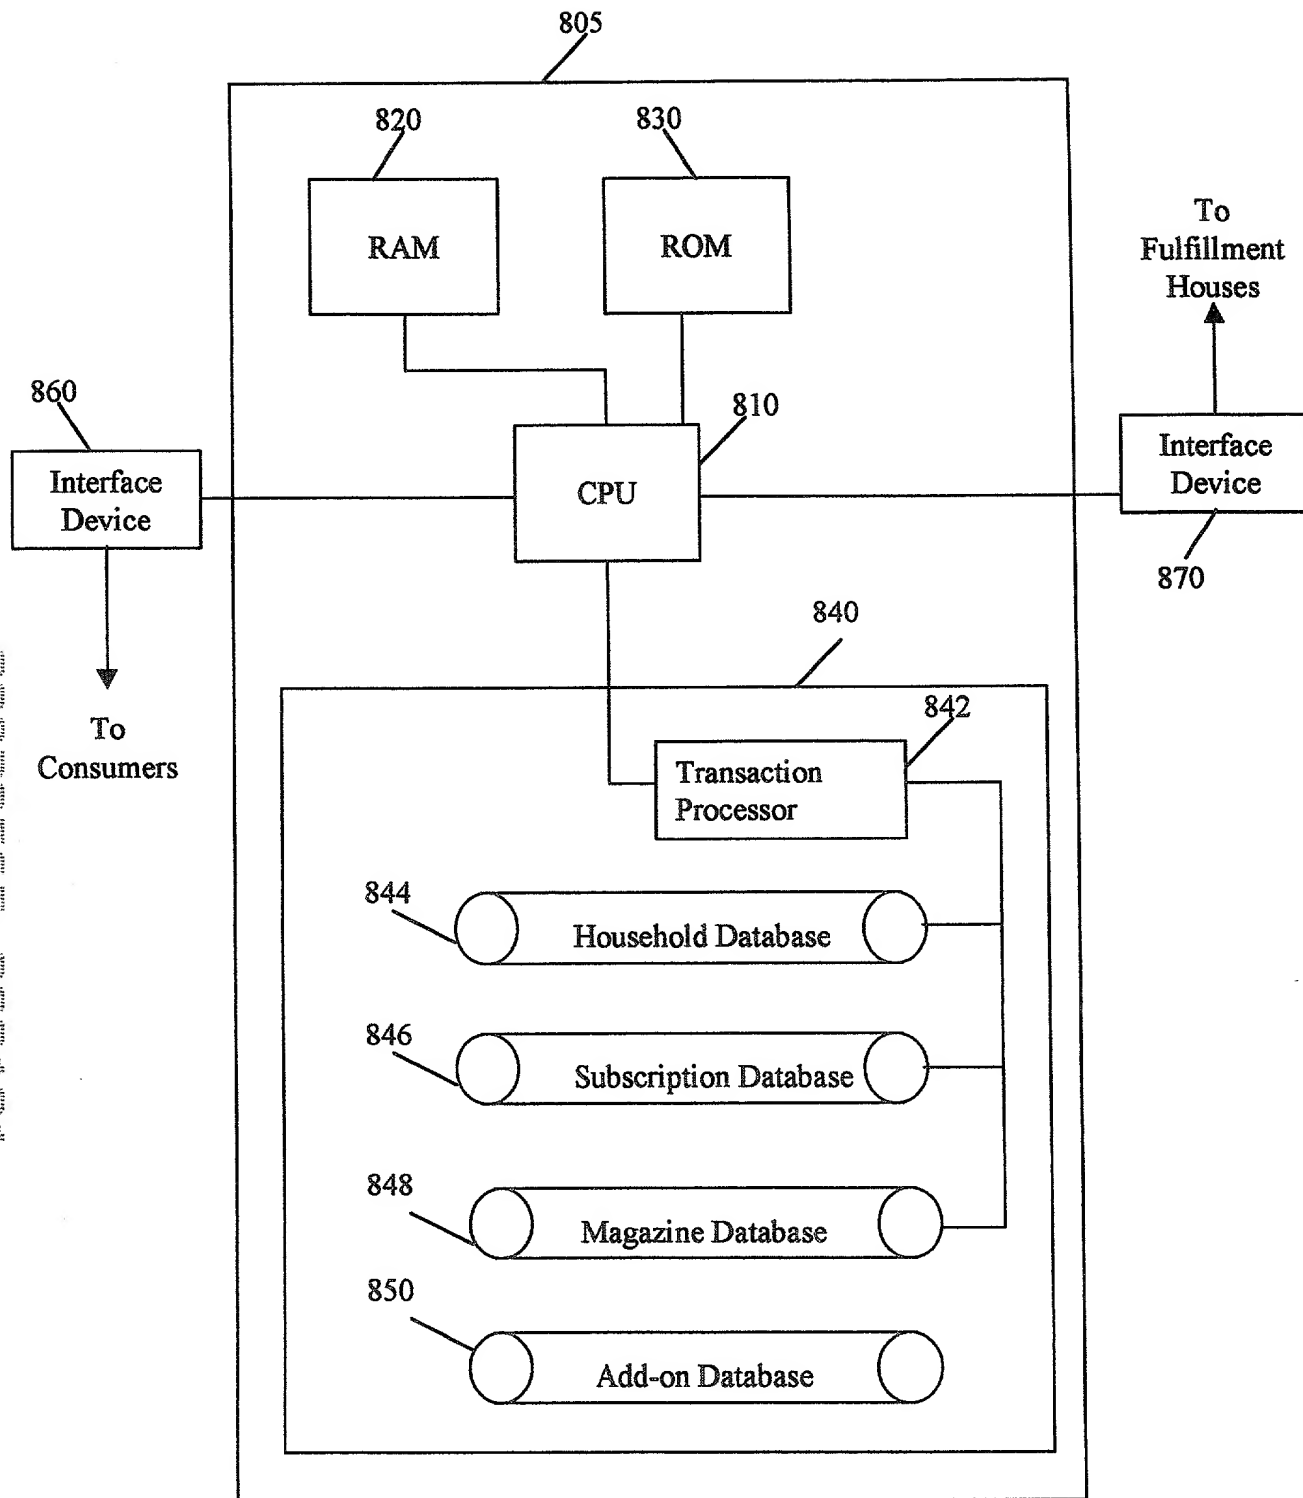 805
820
830
RAM
ROM
To
Fulfillment
Houses
860
810
Interface
Device
CPU
Interface
Device
870
To
Consumers
840
842
Transaction
Processor
844
Household Database
846
Subscription Database
848
Magazine Database
850
Add-on Database